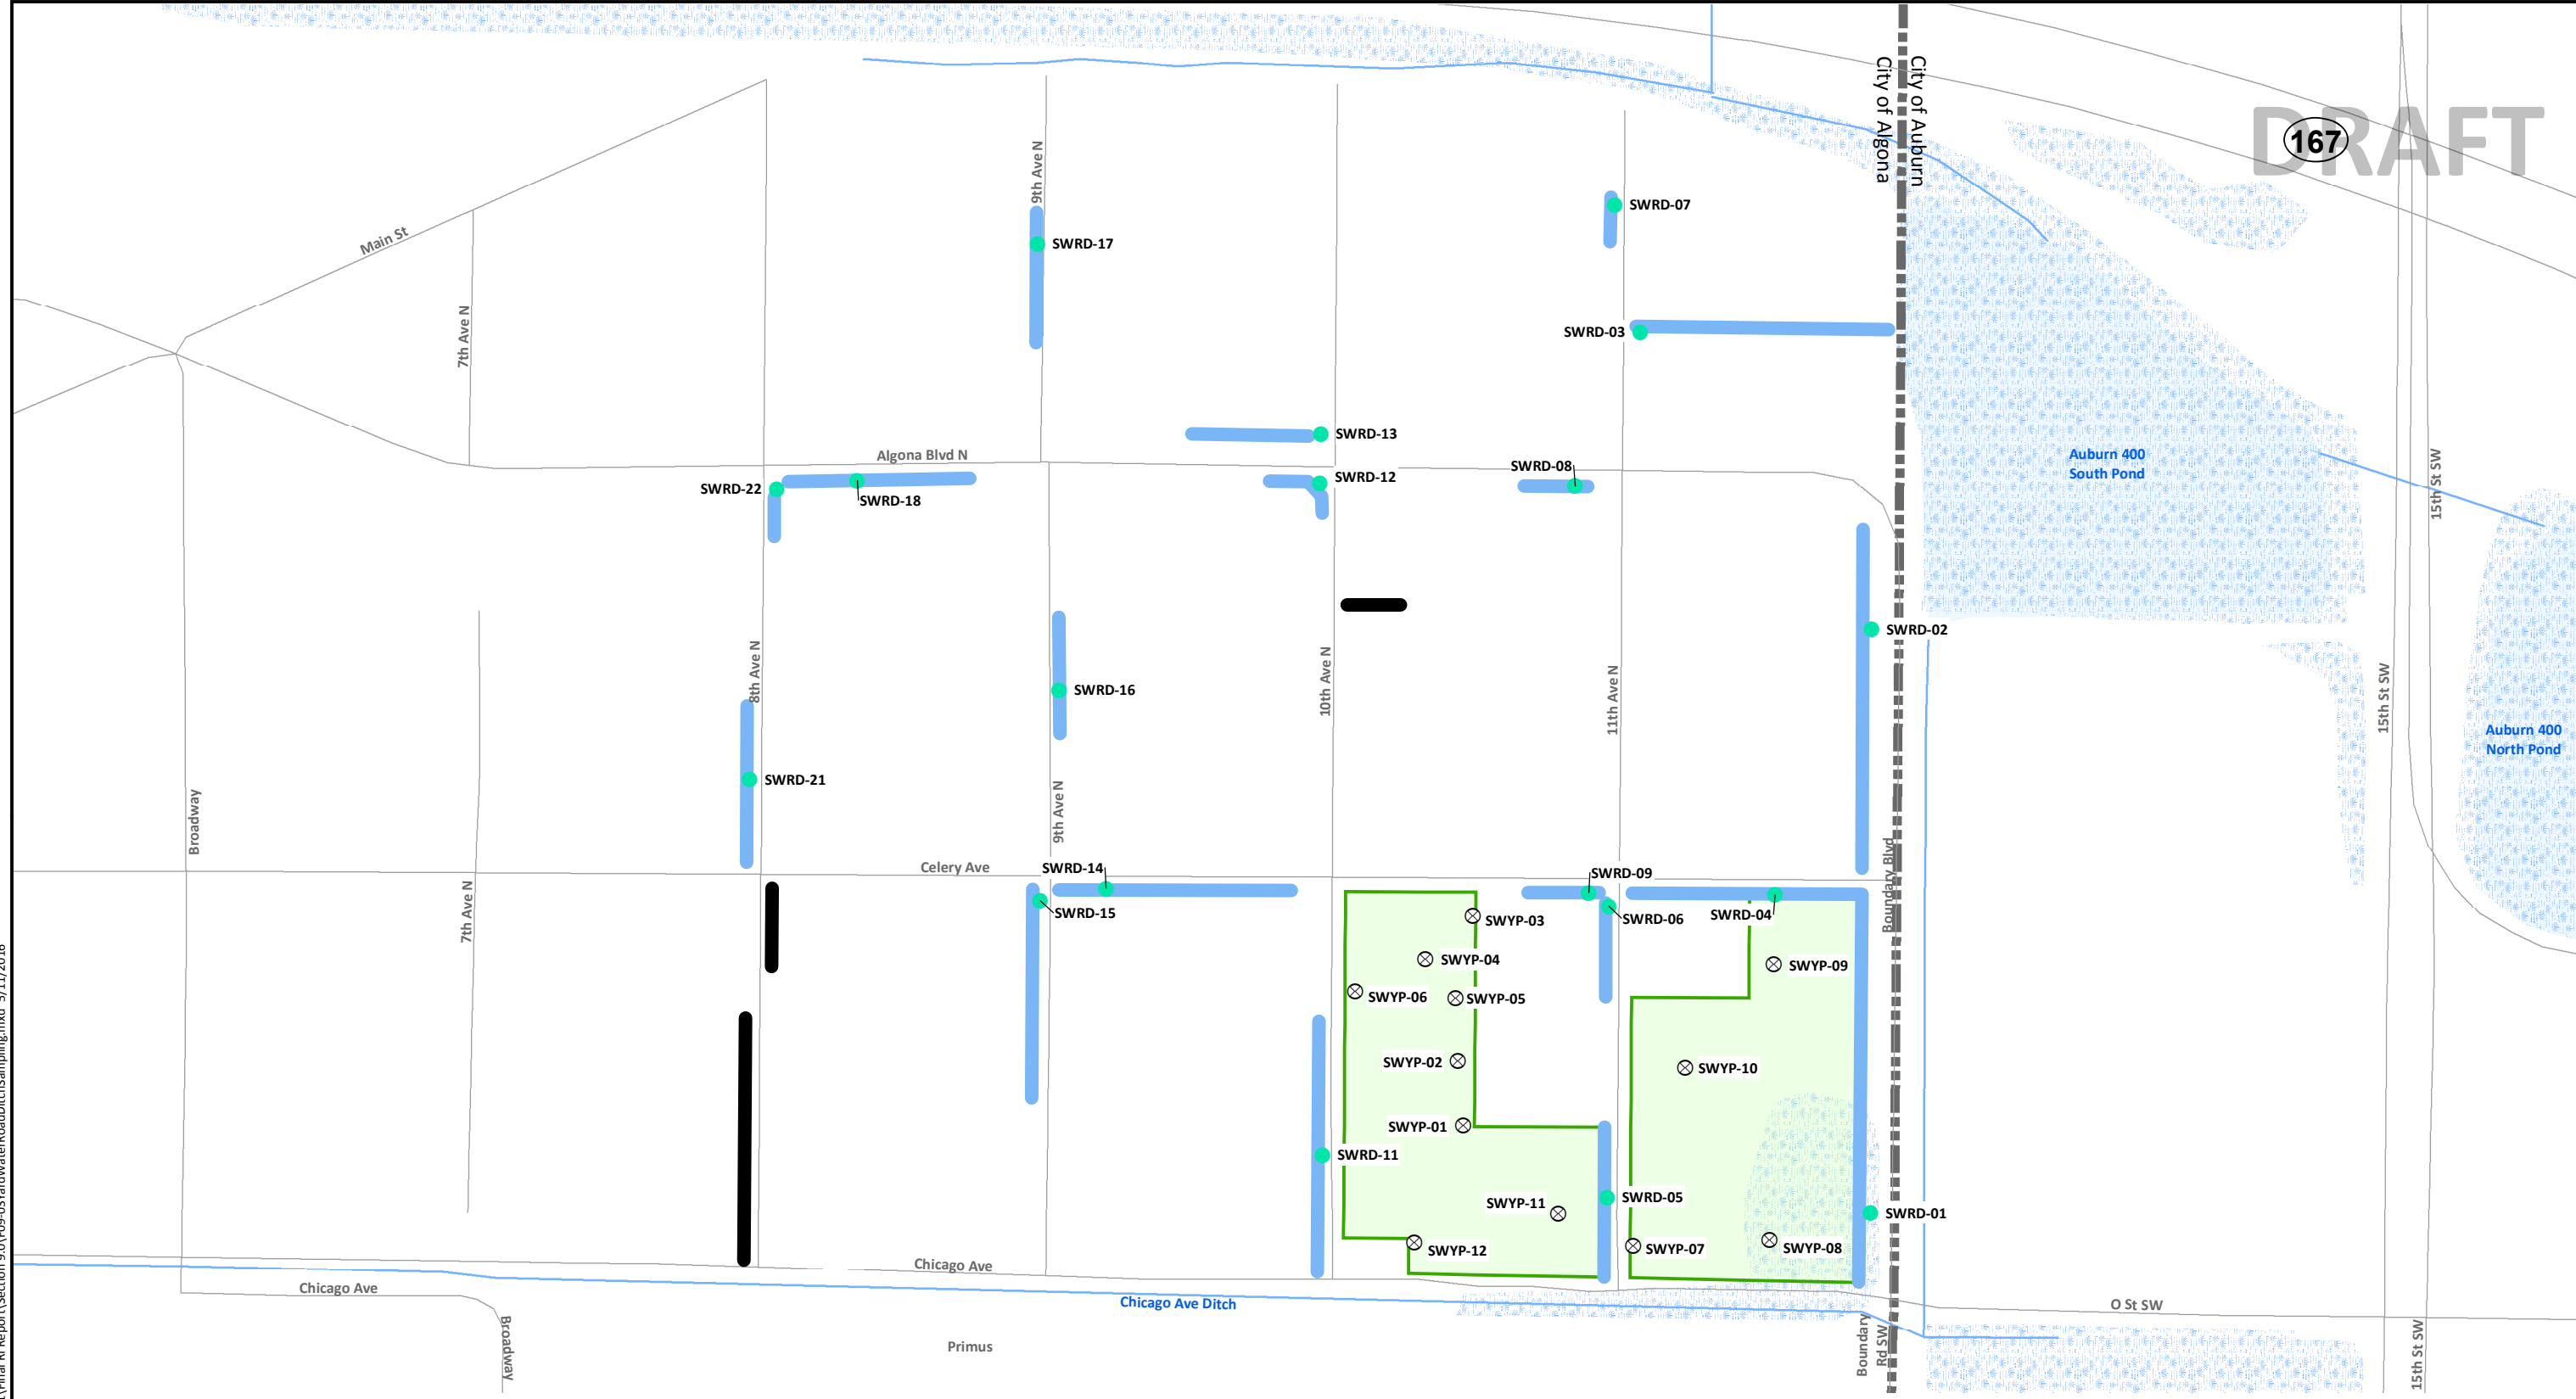 City of Auburn
City of Algona
DRAFT
167
9th Ave N
SWRD-07
Main St
SWRD-17
7th Ave N
SWRD-03
SWRD-13
Algona Blvd N
SWRD-08
SWRD-12
SWRD-22
SWRD-18
Auburn 400
South Pond
15th St SW
SWRD-02
8th Ave N
10th Ave N
11th Ave N
SWRD-16
15th St SW
Auburn 400
North Pond
SWRD-21
Broadway
9th Ave N
Celery Ave
SWRD-14
SWRD-09
Boundary Blvd
SWRD-15
7th Ave N
SWYP-03
SWRD-06
SWRD-04
SWYP-04
SWYP-09
SWYP-06
SWYP-05
SWYP-02
SWYP-10
SWYP-01
SWRD-11
SWRD-05
SWYP-11
SWRD-01
SWYP-12
SWYP-07
SWYP-08
Chicago Ave
Chicago Ave
Chicago Ave Ditch
O St SW
Broadway
Primus
Boundary
Rd SW
15th St SW